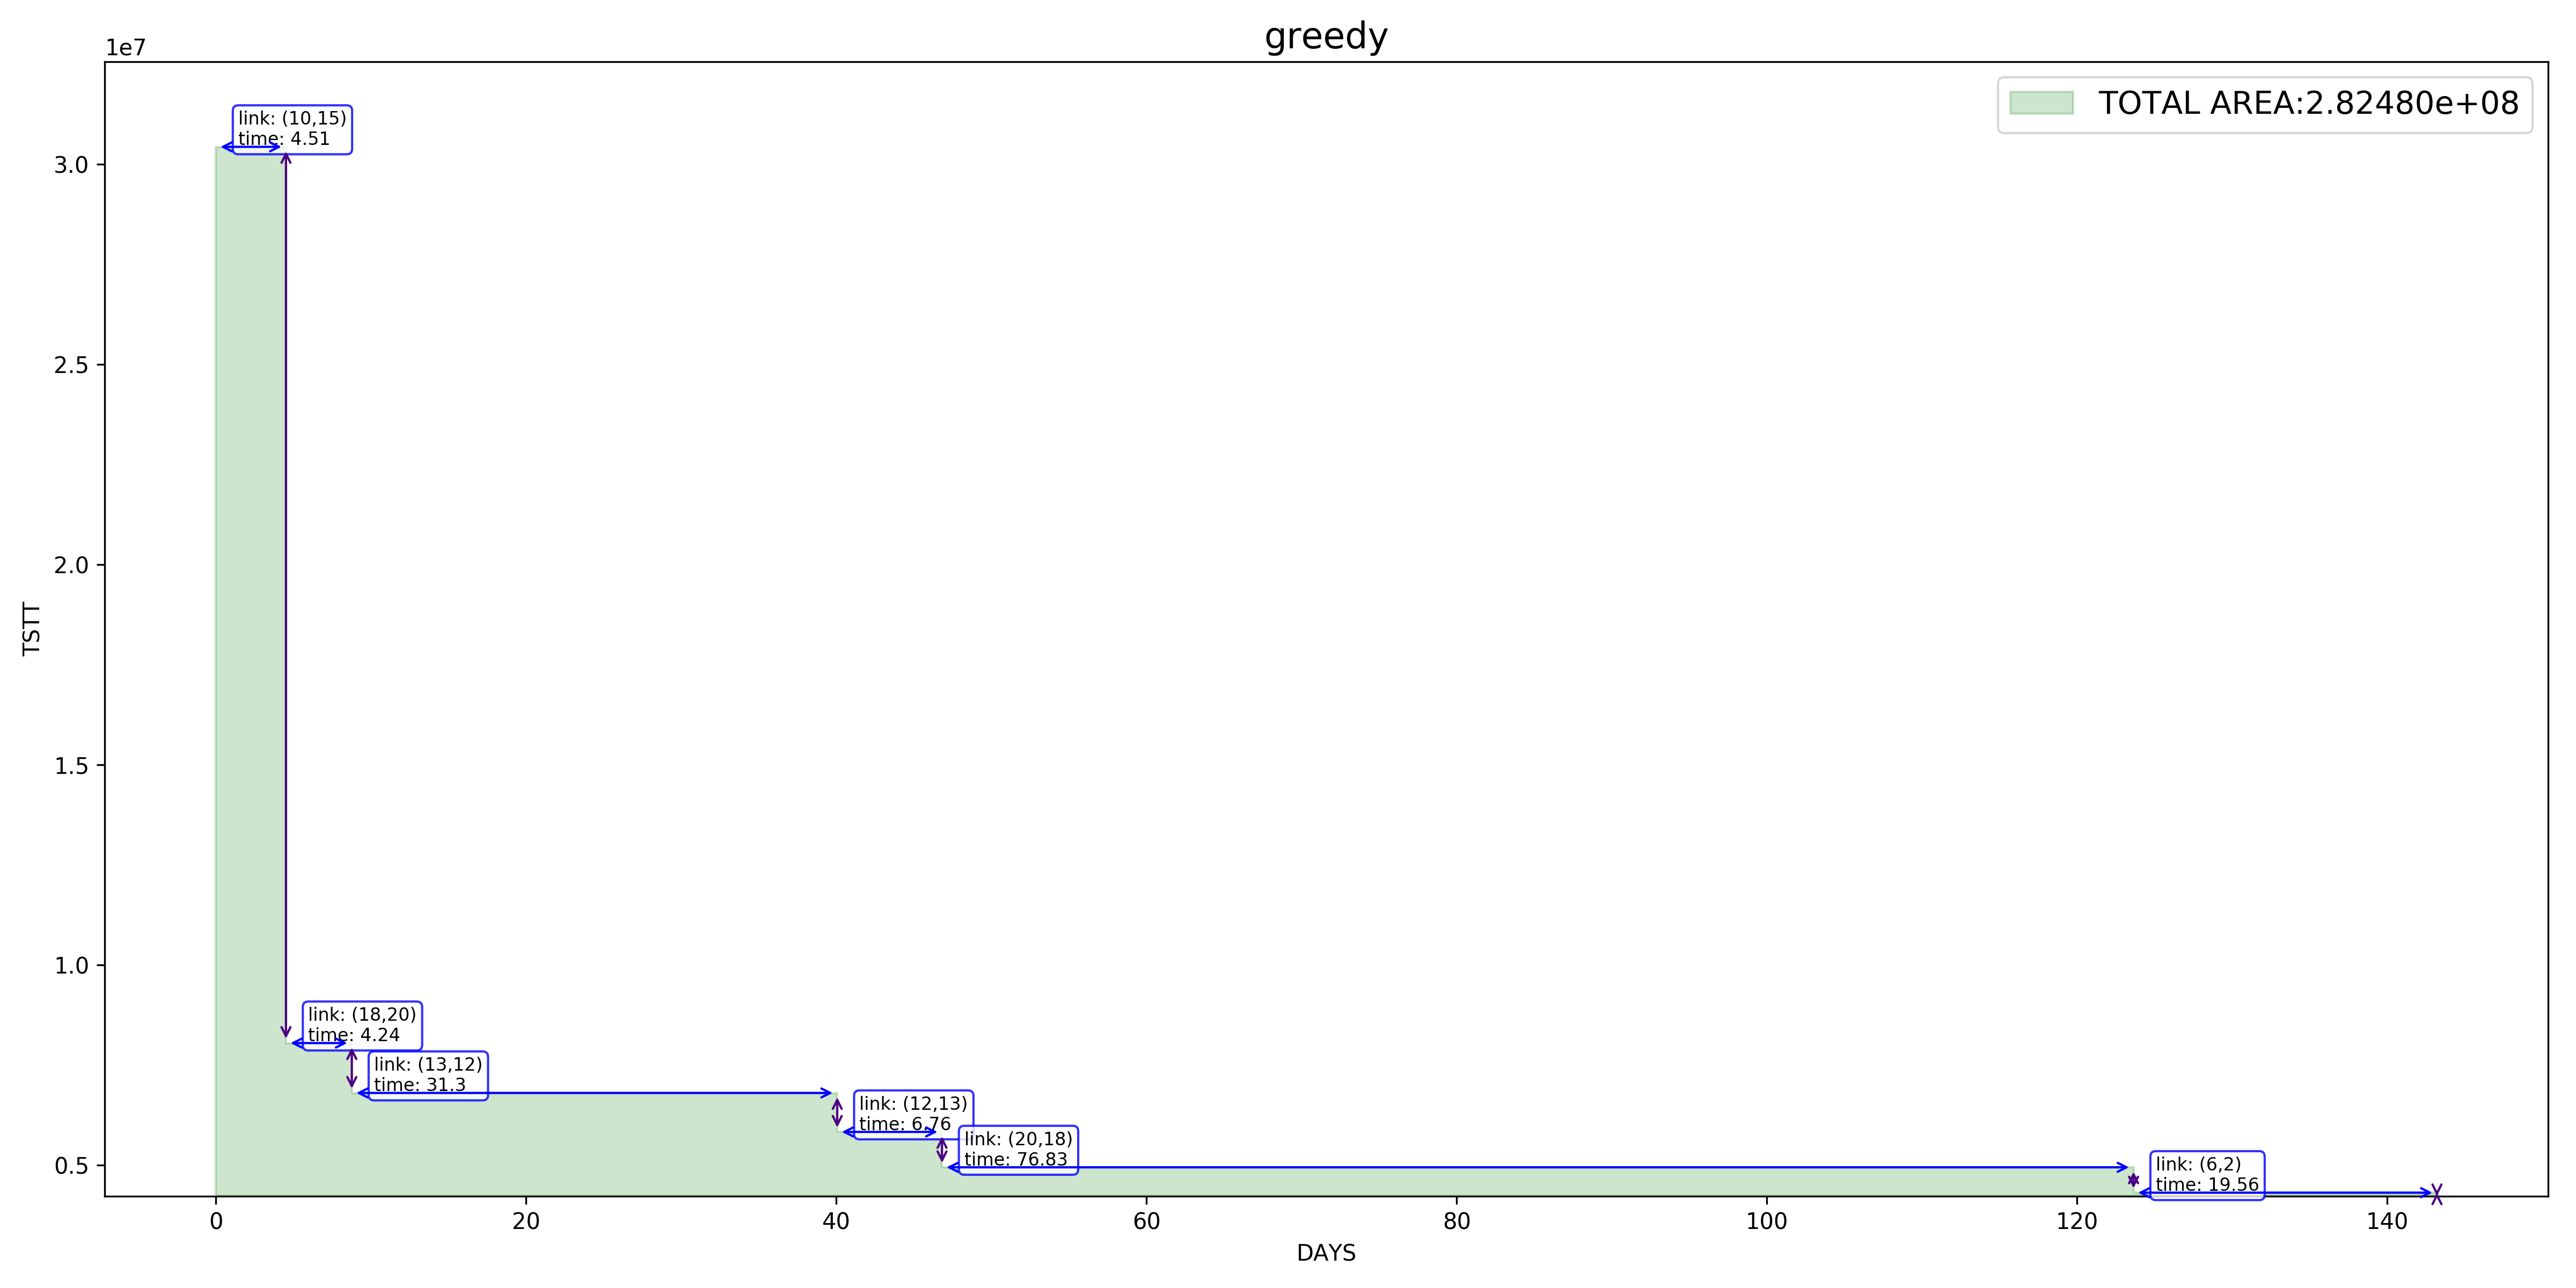 greedy
1e7
TOTAL AREA:2.82480e+08
link: (10,15)
time: 4.51
3.0
2.5
2.0
1.5
1.0
0.5
TSTT
link: (18,20)
time: 4.24
link: (13,12)
time: 31.3
link: (12,13)
time: 6.76
link: (20,18)
time: 76.83
link: (6,2)
time: 19.56
0 20 40 60 80 100 120 140
DAYS